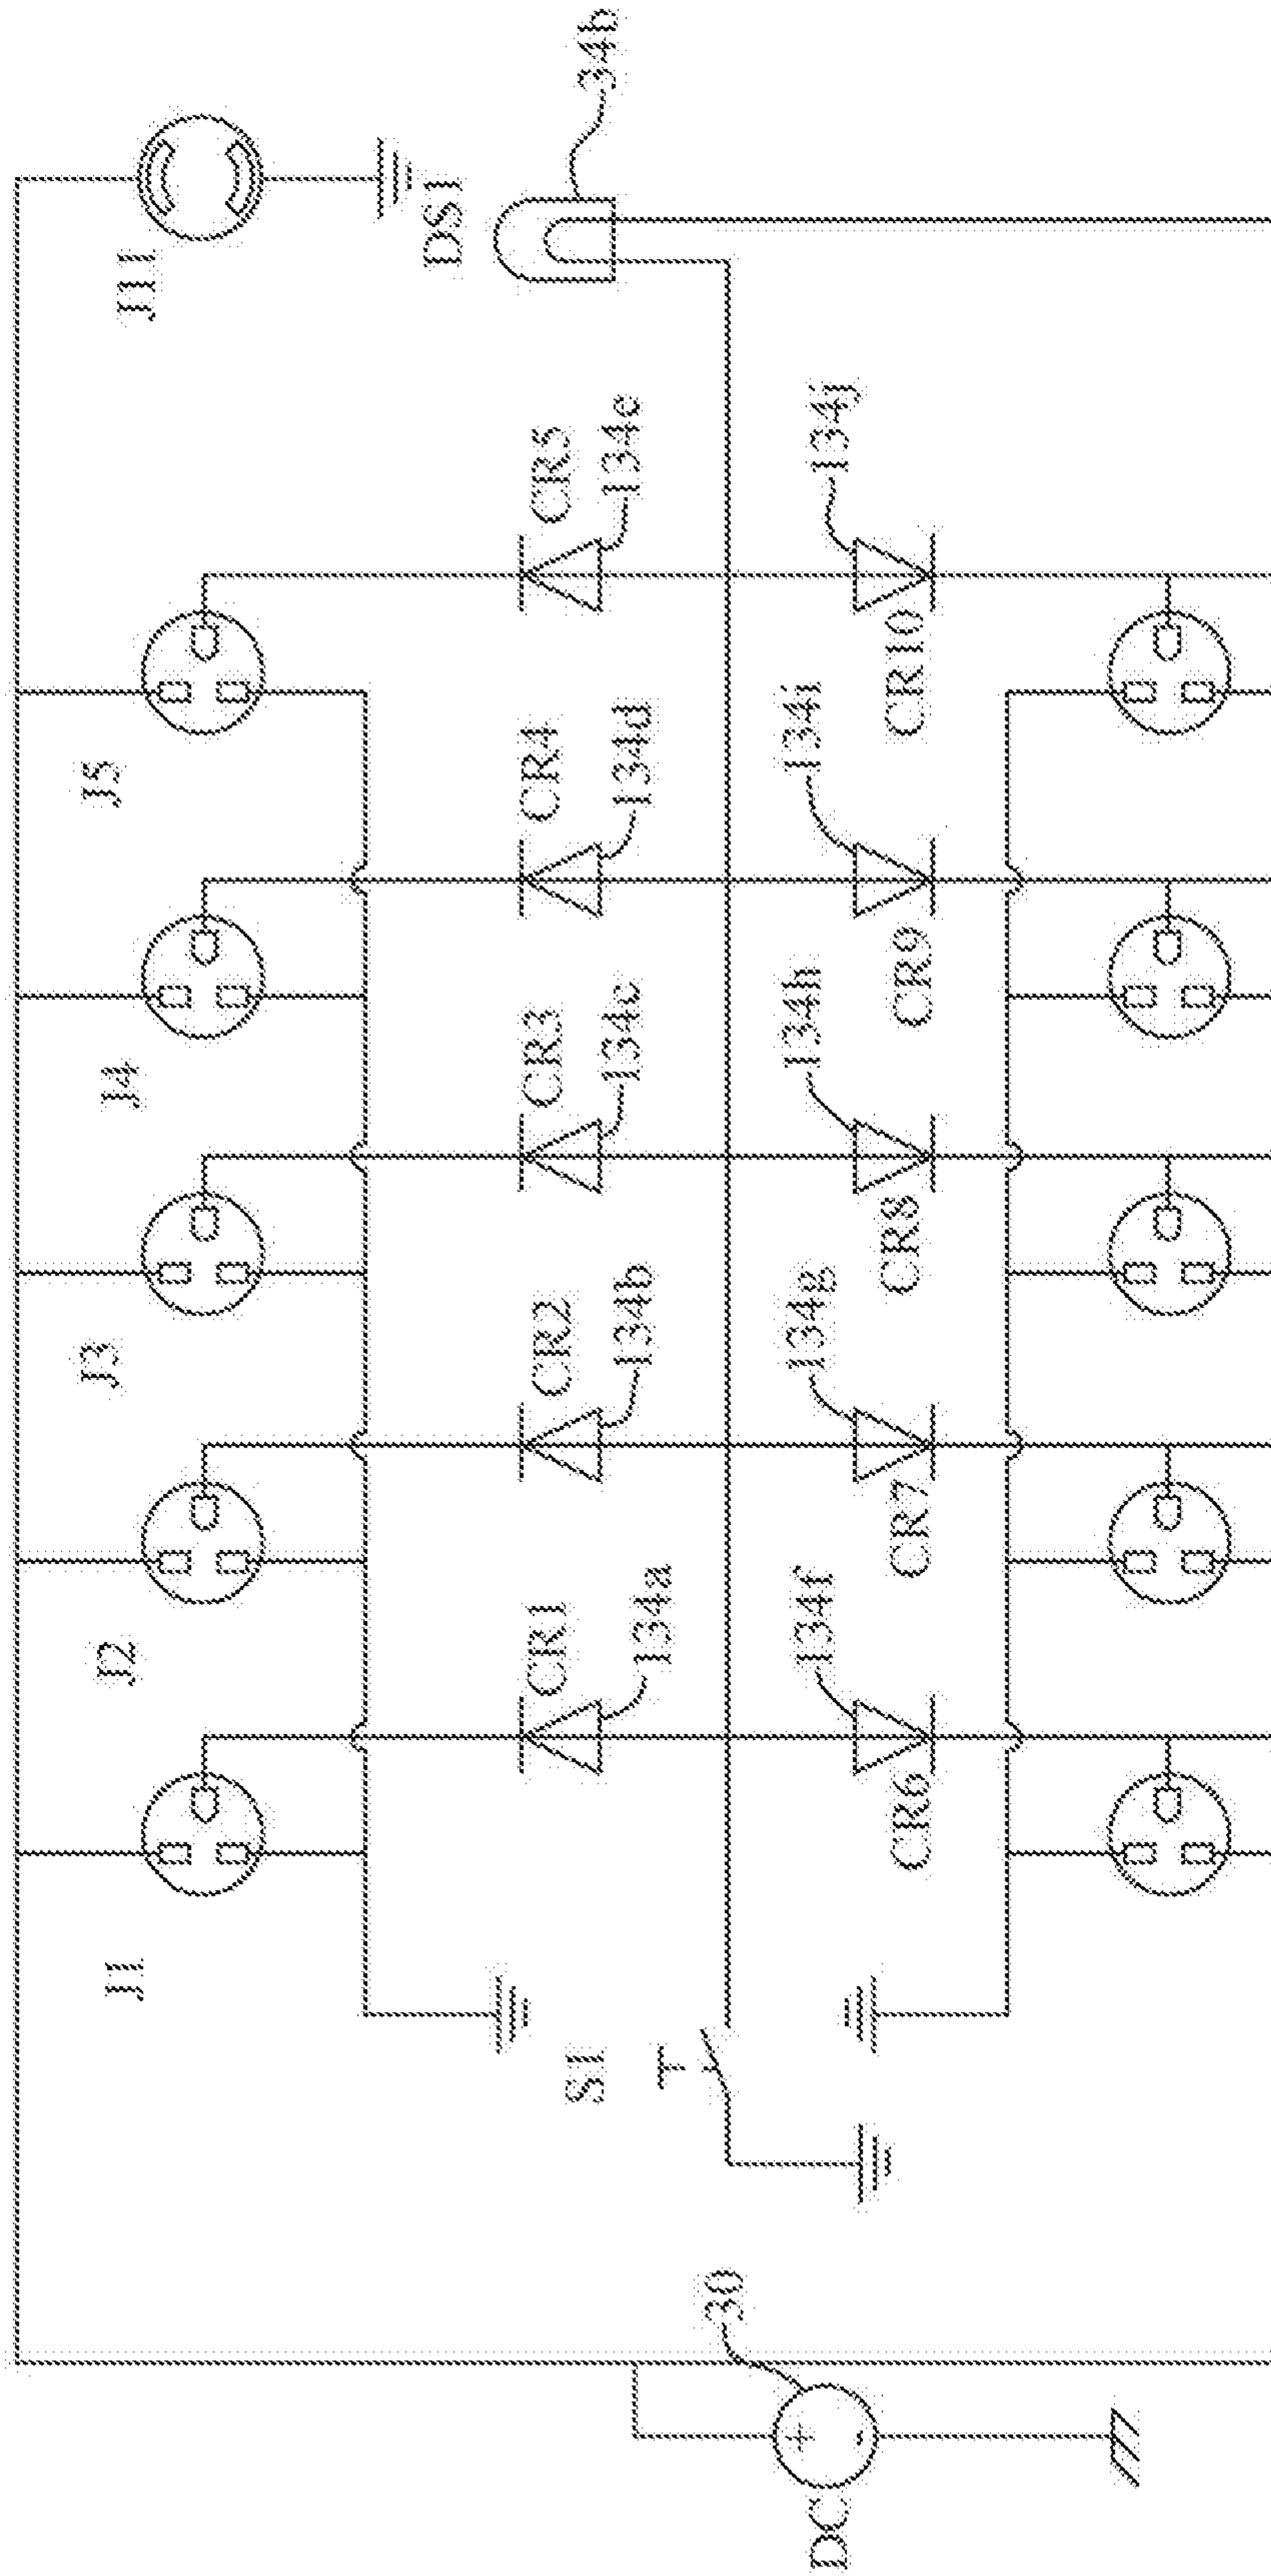 J1
J2
J3
J4
J5
J11
DS1
34b
CR1
134a
CR2
134b
CR3
134c
CR4
134d
CR5
134e
S1
134f
CR6
134g
CR7
134h
CR8
134i
CR9
134j
CR10
30
+
-
DC